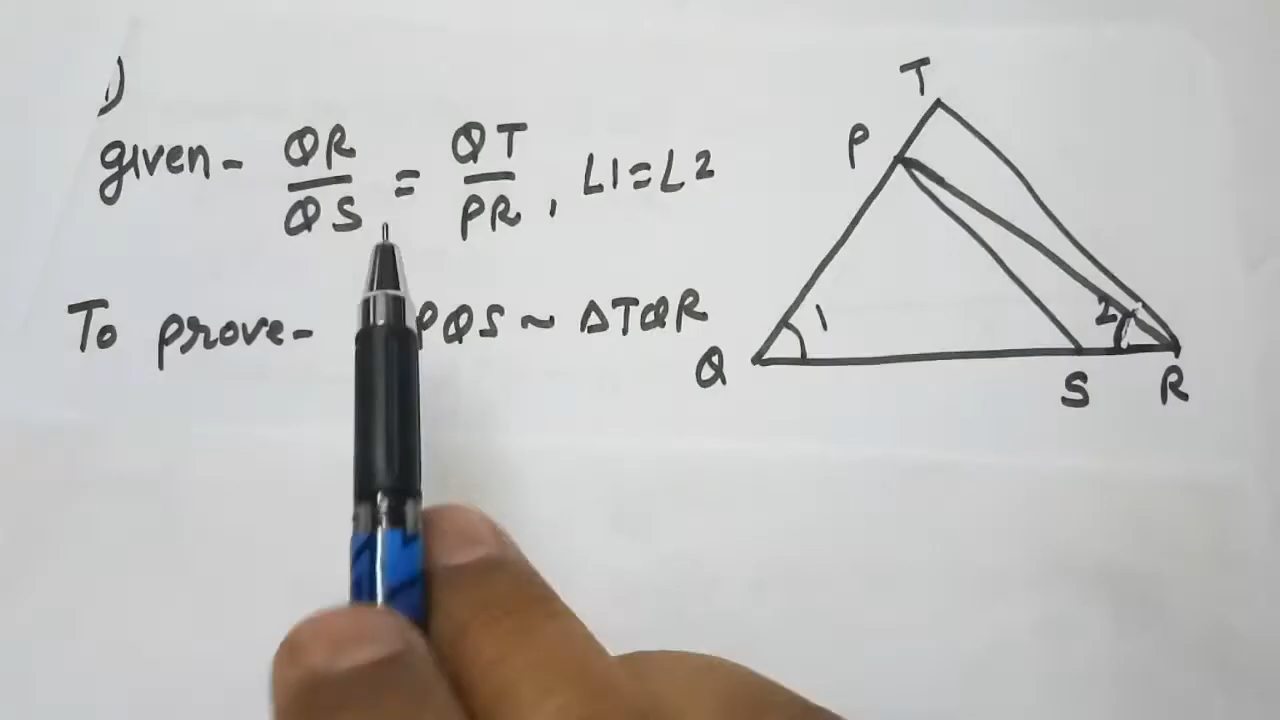 1)
given- QR/QS = QT/PR, ∠1=∠2
To prove- PQS ~ ΔTQR
T
P
1
2
Q
S
R